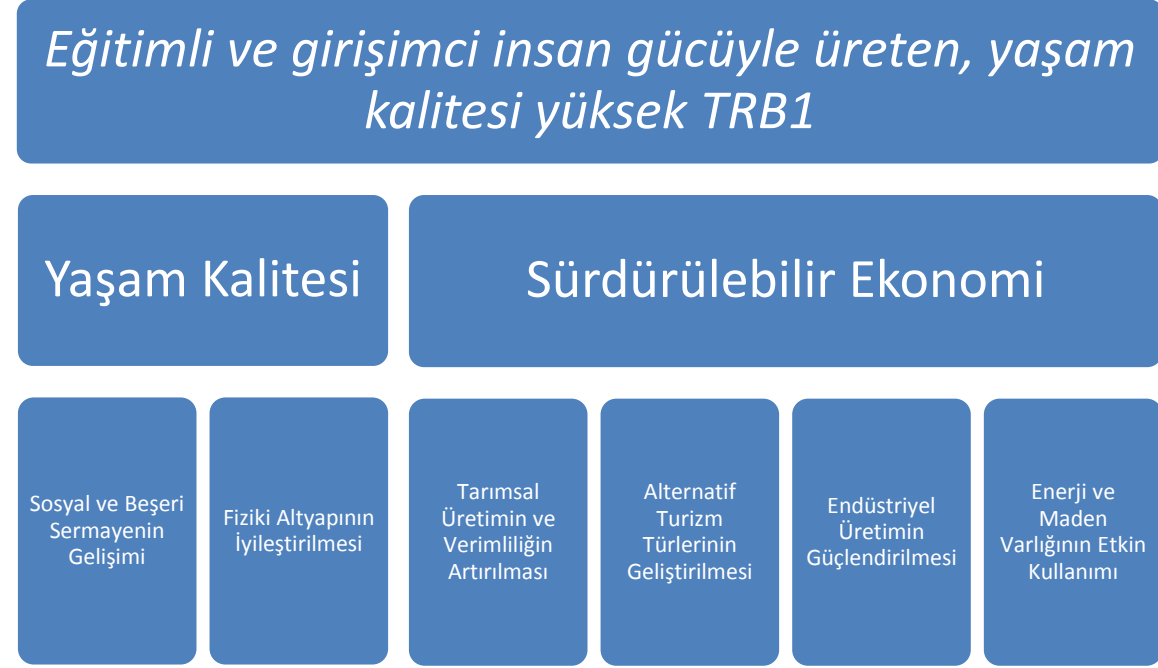 Eğitimli ve girişimci insan gücüyle üreten, yaşam
kalitesi yüksek TRB1
Yaşam Kalitesi
Sürdürülebilir Ekonomi
Sosyal ve Beşeri
Sermayenin
Gelişimi
Fiziki Altyapının
İyileştirilmesi
Tarımsal
Üretimin ve
Verimliliğin
Artırılması
Alternatif
Turizm
Türlerinin
Geliştirilmesi
Endüstriyel
Üretimin
Güçlendirilmesi
Enerji ve
Maden
Varlığının Etkin
Kullanımı